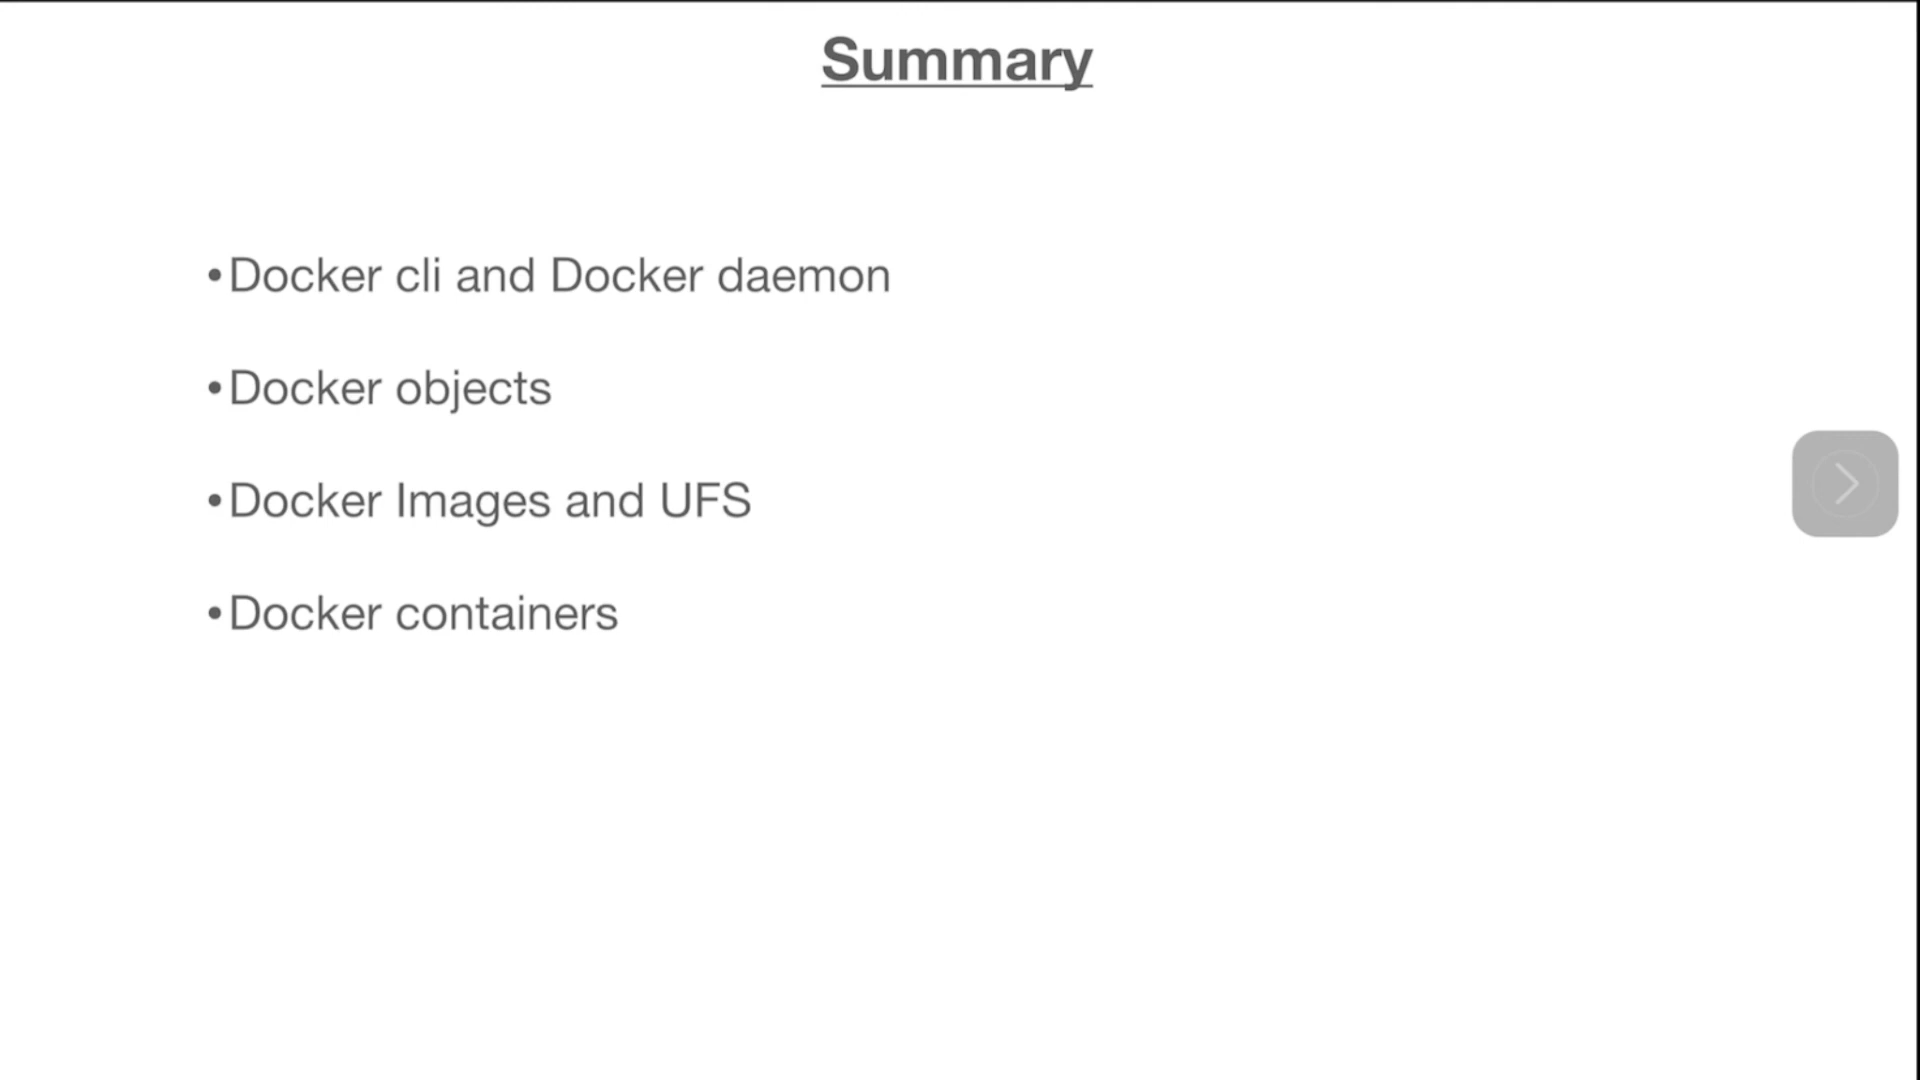 Summary
•Docker cli and Docker daemon
•Docker objects
•Docker Images and UFS
•Docker containers